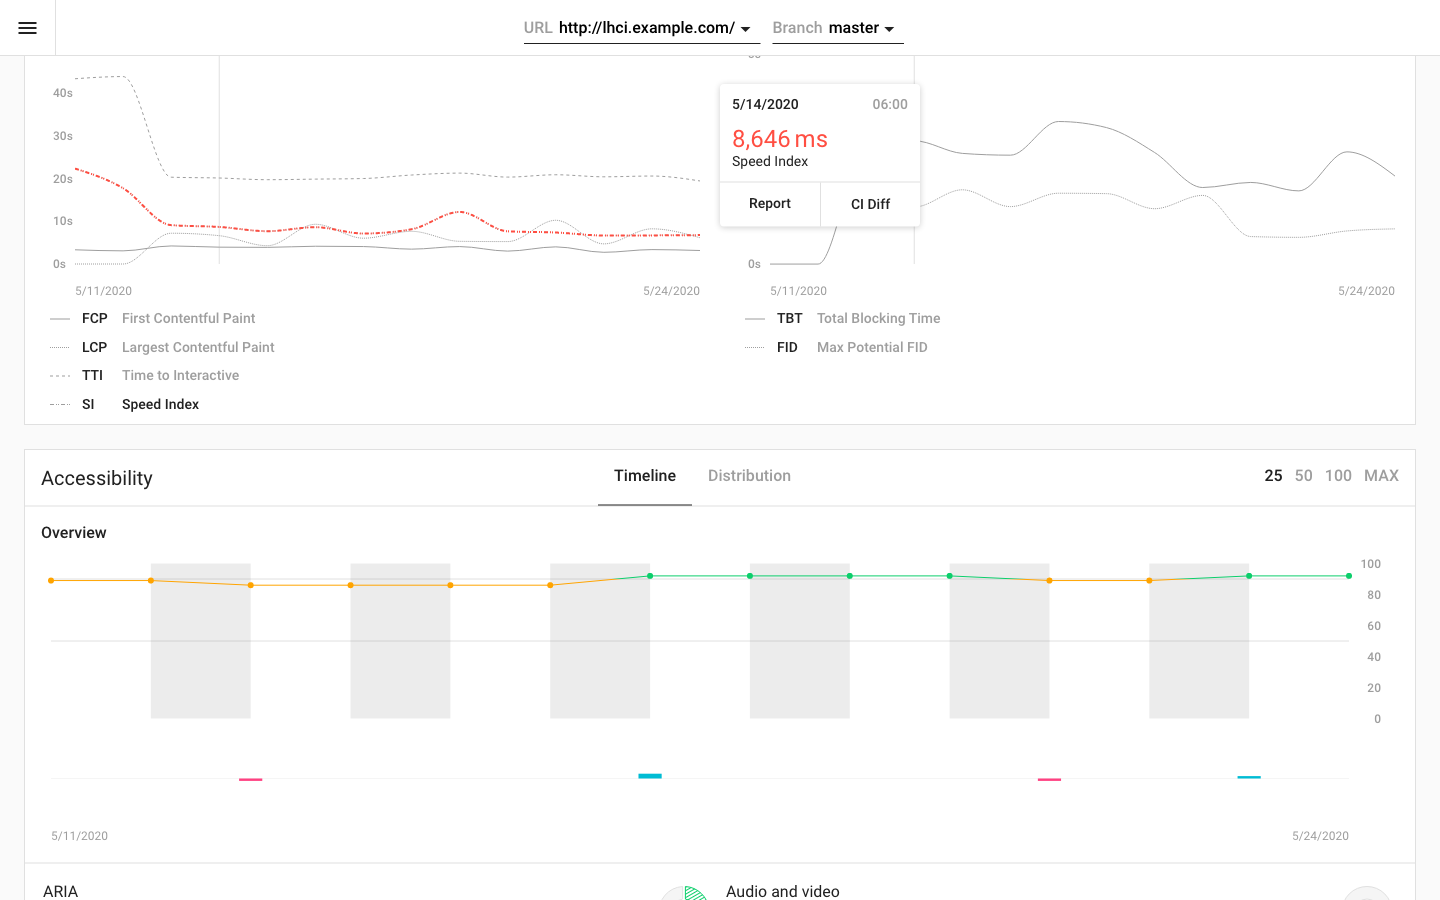 URL http://lhci.example.com/ Branch master
40s
30s
20s
10s
0s
5/11/2020 5/24/2020
FCP First Contentful Paint
LCP Largest Contentful Paint
TTI Time to Interactive
SI Speed Index
5/14/2020 06:00
8,646 ms
Speed Index
Report CI Diff
0s
5/11/2020 5/24/2020
TBT Total Blocking Time
FID Max Potential FID
Accessibility Timeline Distribution 25 50 100 MAX
Overview
100
80
60
40
20
0
5/11/2020 5/24/2020
ARIA Audio and video